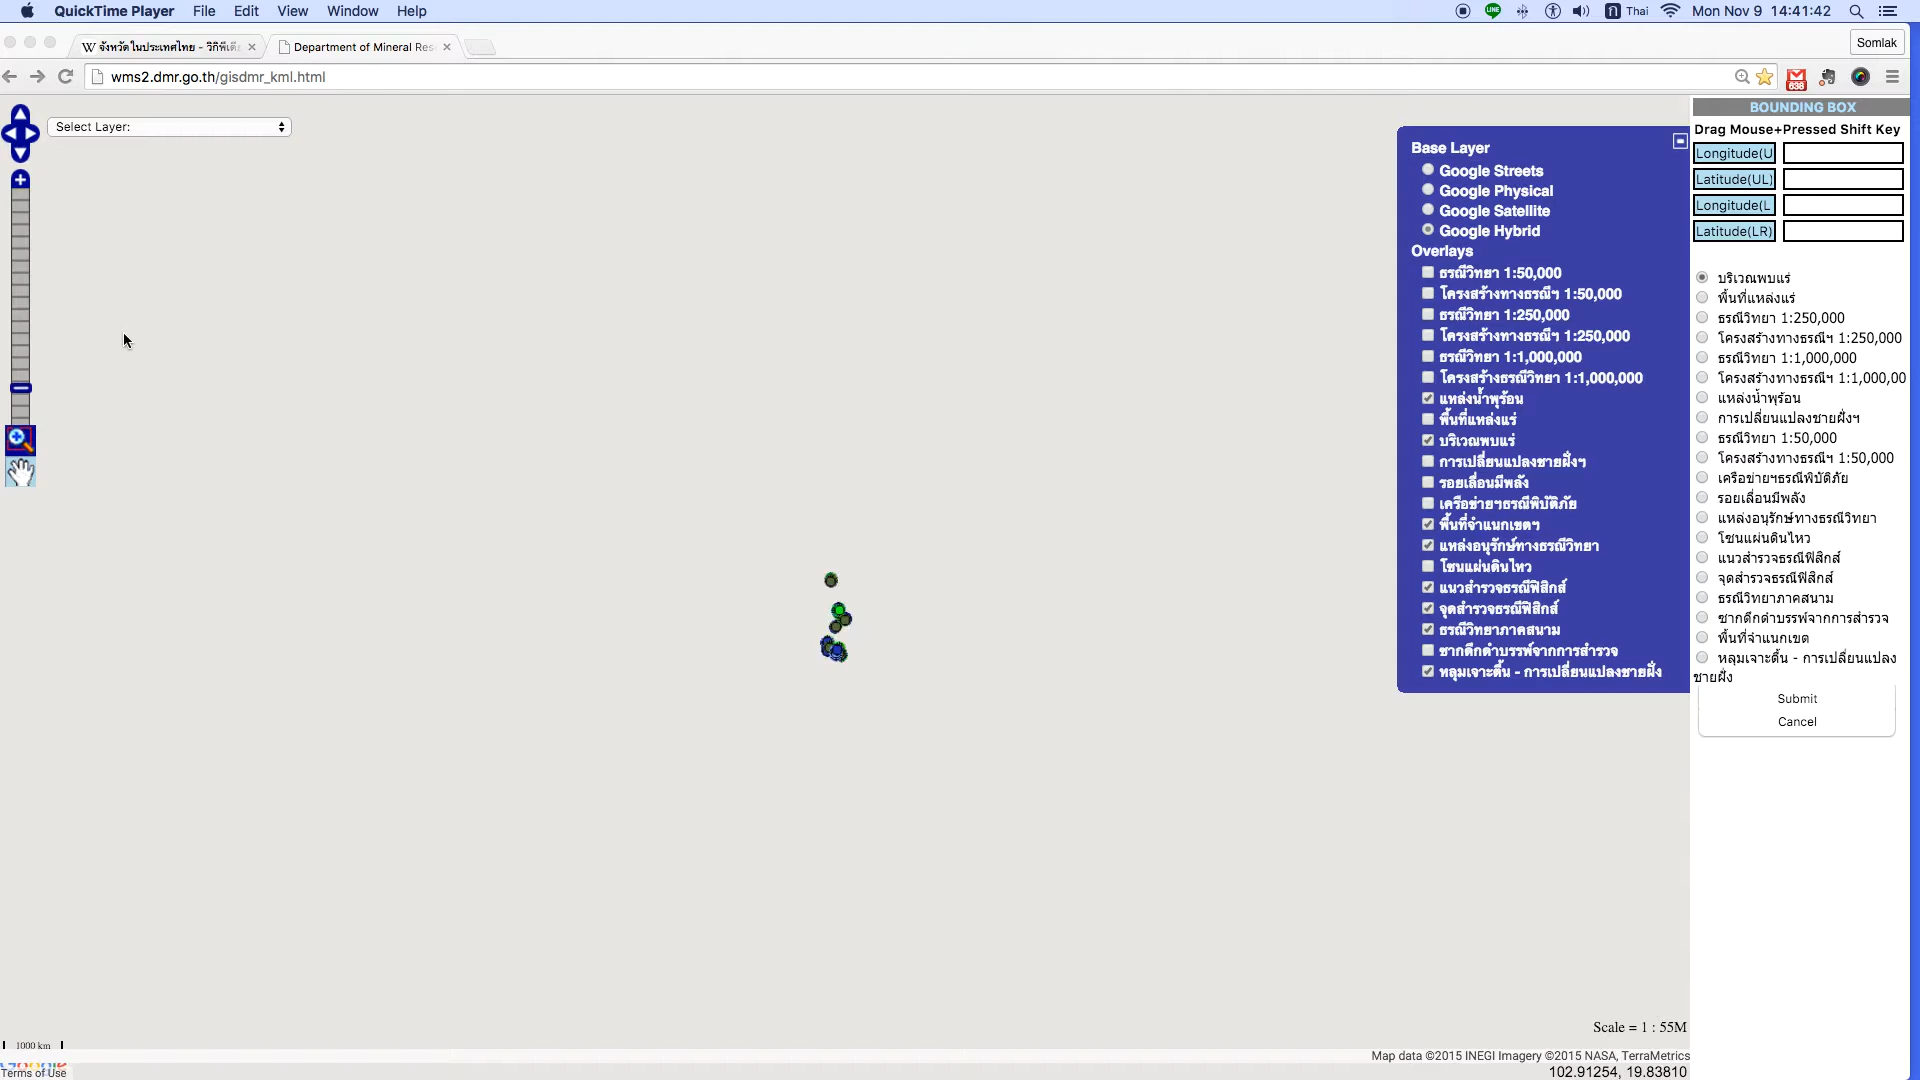 QuickTime Player File Edit View Window Help
Thai Mon Nov 9 14:41:42
จังหวัดในประเทศไทย - วิกิพีเดีย
Department of Mineral Res
Somlak
wms2.dmr.go.th/gisdmr_kml.html
636
Select Layer:
Base Layer
Google Streets
Google Physical
Google Satellite
Google Hybrid
Overlays
ธรณีวิทยา 1:50,000
โครงสร้างทางธรณีฯ 1:50,000
ธรณีวิทยา 1:250,000
โครงสร้างทางธรณีฯ 1:250,000
ธรณีวิทยา 1:1,000,000
โครงสร้างธรณีวิทยา 1:1,000,000
แหล่งน้ำพุร้อน
พื้นที่แหล่งแร่
บริเวณพบแร่
การเปลี่ยนแปลงชายฝั่งฯ
รอยเลื่อนมีพลัง
เครือข่ายฯธรณีพิบัติภัย
พื้นที่จำแนกเขตฯ
แหล่งอนุรักษ์ทางธรณีวิทยา
โซนแผ่นดินไหว
แนวสำรวจธรณีฟิสิกส์
จุดสำรวจธรณีฟิสิกส์
ธรณีวิทยาภาคสนาม
ซากดึกดำบรรพ์จากการสำรวจ
หลุมเจาะตื้น - การเปลี่ยนแปลงชายฝั่ง
BOUNDING BOX
Drag Mouse+Pressed Shift Key
Longitude(U
Latitude(UL)
Longitude(L
Latitude(LR)
บริเวณพบแร่
พื้นที่แหล่งแร่
ธรณีวิทยา 1:250,000
โครงสร้างทางธรณีฯ 1:250,000
ธรณีวิทยา 1:1,000,000
โครงสร้างทางธรณีฯ 1:1,000,00
แหล่งน้ำพุร้อน
การเปลี่ยนแปลงชายฝั่งฯ
ธรณีวิทยา 1:50,000
โครงสร้างทางธรณีฯ 1:50,000
เครือข่ายฯธรณีพิบัติภัย
รอยเลื่อนมีพลัง
แหล่งอนุรักษ์ทางธรณีวิทยา
โซนแผ่นดินไหว
แนวสำรวจธรณีฟิสิกส์
จุดสำรวจธรณีฟิสิกส์
ธรณีวิทยาภาคสนาม
ซากดึกดำบรรพ์จากการสำรวจ
พื้นที่จำแนกเขต
หลุมเจาะตื้น - การเปลี่ยนแปลง
ชายฝั่ง
Submit
Cancel
Scale = 1 : 55M
1000 km
Map data ©2015 INEGI Imagery ©2015 NASA, TerraMetrics
Terms of Use
102.91254, 19.83810